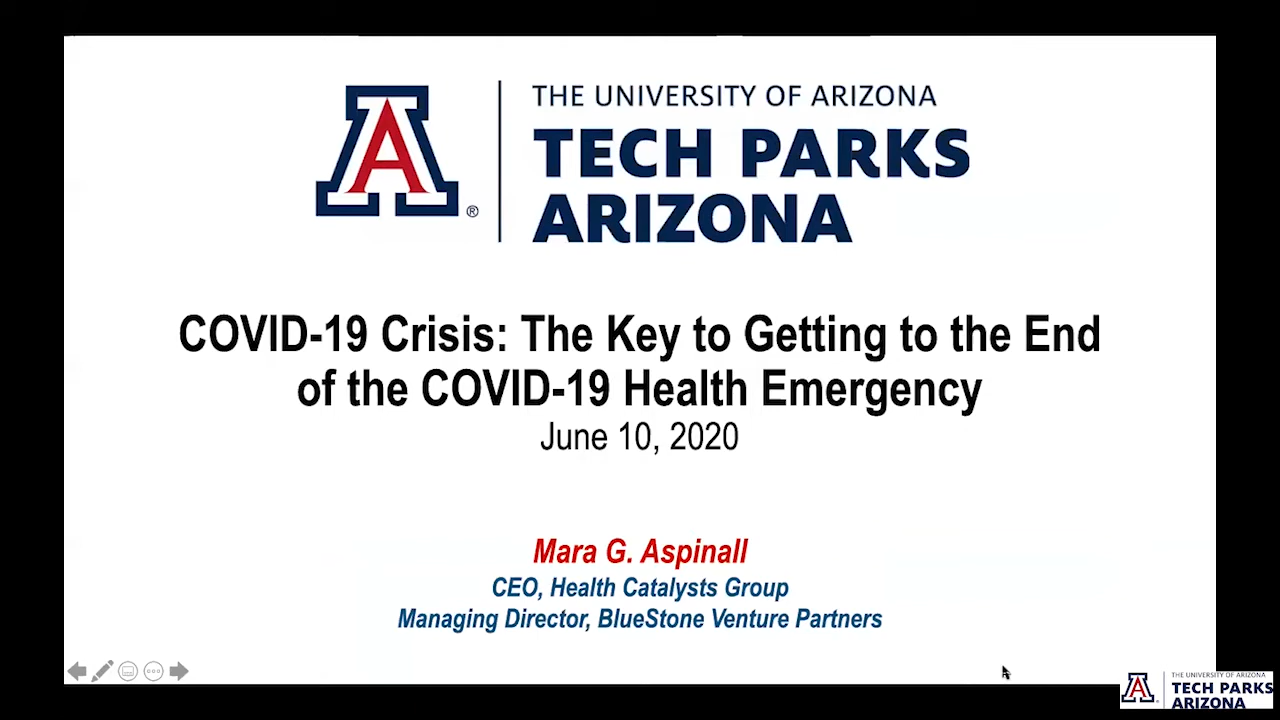 THE UNIVERSITY OF ARIZONA
TECH PARKS
ARIZONA
A
®
COVID-19 Crisis: The Key to Getting to the End
of the COVID-19 Health Emergency
June 10, 2020
Mara G. Aspinall
CEO, Health Catalysts Group
Managing Director, BlueStone Venture Partners
A
THE UNIVERSITY OF ARIZONA
TECH PARKS
ARIZONA